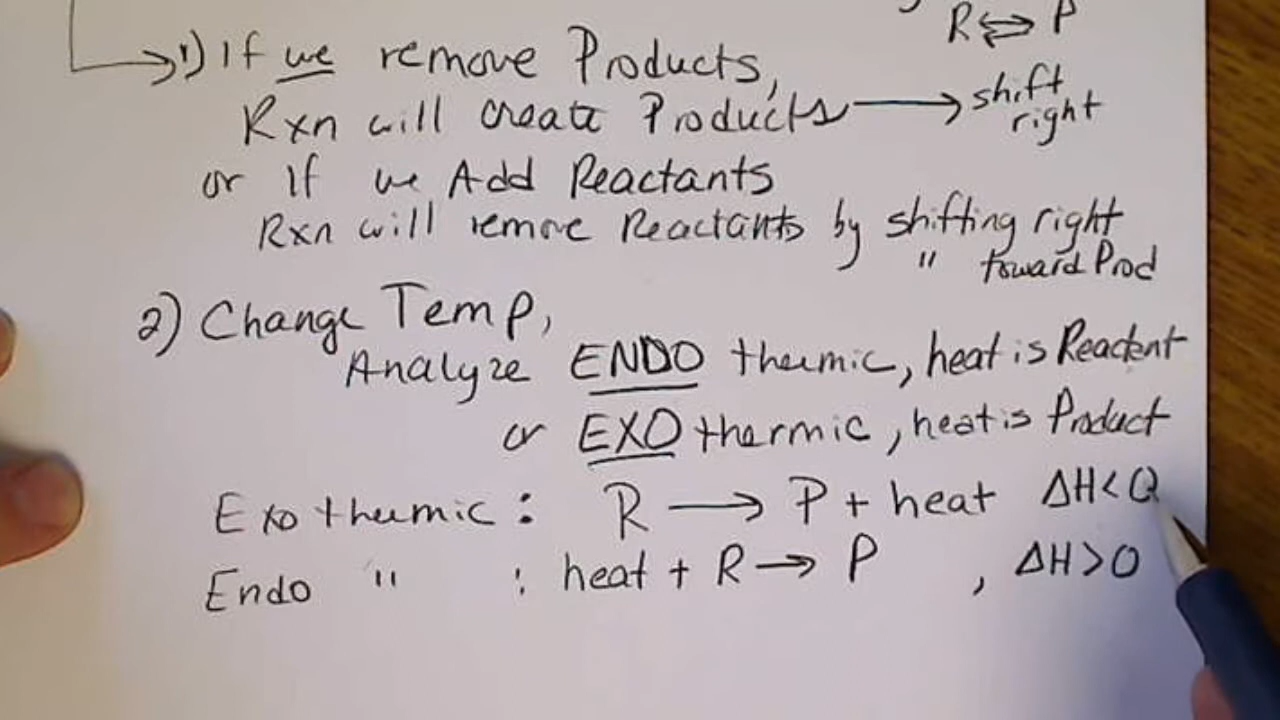 R ⇔ P
1) If we remove Products,
Rxn will create Products ⟶ shift right
or If we Add Reactants
Rxn will remove Reactants by shifting right
" toward Prod
2) Change Temp,
Analyze ENDO thermic, heat is Reactant
or EXO thermic, heat is Product
Exothermic : R ⟶ P + heat ΔH<0
Endo " : heat + R → P , ΔH>0